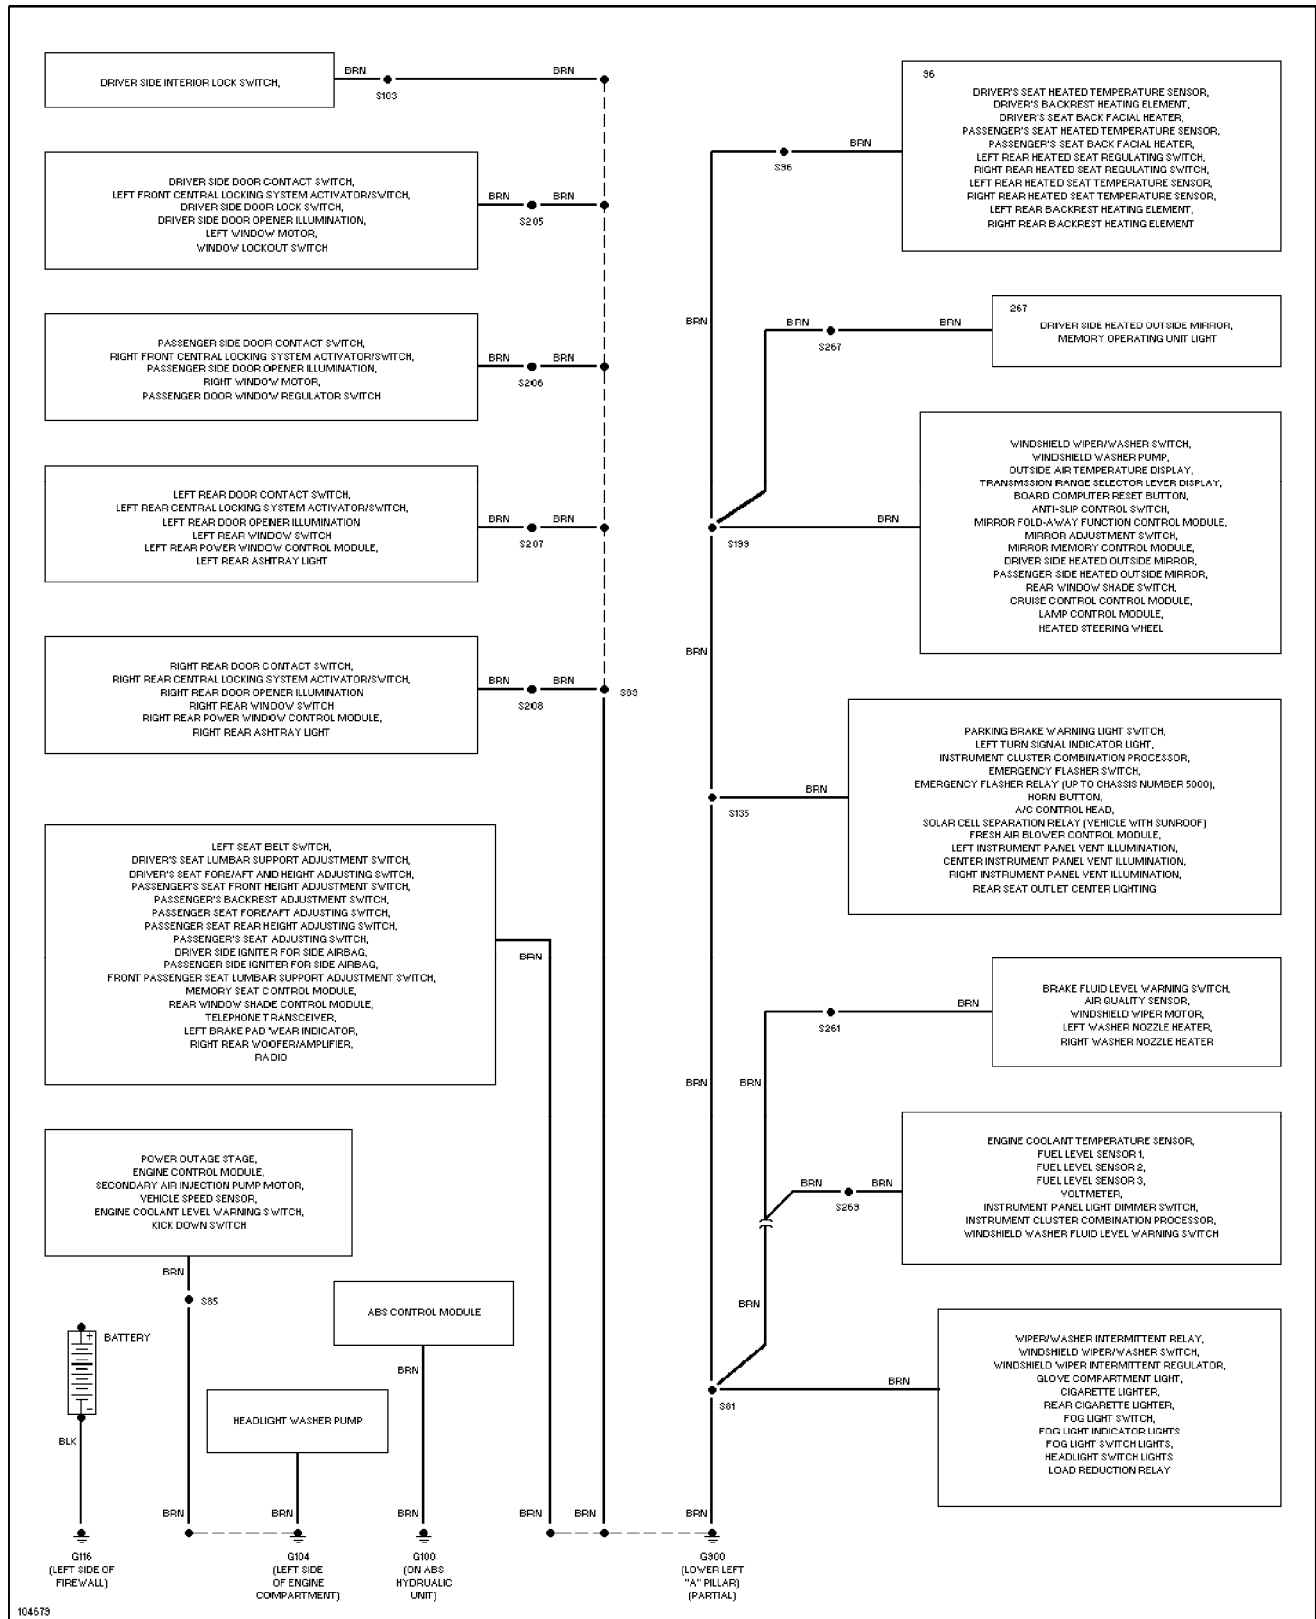 DRIVER SIDE INTERIOR LOCK SWITCH,
BRN
BRN
S103
DRIVER SIDE DOOR CONTACT SWITCH,
LEFT FRONT CENTRAL LOCKING SYSTEM ACTIVATOR/SWITCH,
DRIVER SIDE DOOR LOCK SWITCH,
DRIVER SIDE DOOR OPENER ILLUMINATION,
LEFT WINDOW MOTOR,
WINDOW LOCKOUT SWITCH
BRN
BRN
S205
PASSENGER SIDE DOOR CONTACT SWITCH,
RIGHT FRONT CENTRAL LOCKING SYSTEM ACTIVATOR/SWITCH,
PASSENGER SIDE DOOR OPENER ILLUMINATION,
RIGHT WINDOW MOTOR,
PASSENGER DOOR WINDOW REGULATOR SWITCH
BRN
BRN
S206
LEFT REAR DOOR CONTACT SWITCH,
LEFT REAR CENTRAL LOCKING SYSTEM ACTIVATOR/SWITCH,
LEFT REAR DOOR OPENER ILLUMINATION
LEFT REAR WINDOW SWITCH
LEFT REAR POWER WINDOW CONTROL MODULE,
LEFT REAR ASHTRAY LIGHT
BRN
BRN
S207
RIGHT REAR DOOR CONTACT SWITCH,
RIGHT REAR CENTRAL LOCKING SYSTEM ACTIVATOR/SWITCH,
RIGHT REAR DOOR OPENER ILLUMINATION
RIGHT REAR WINDOW SWITCH
RIGHT REAR POWER WINDOW CONTROL MODULE,
RIGHT REAR ASHTRAY LIGHT
BRN
BRN
S208
LEFT SEAT BELT SWITCH,
DRIVER'S SEAT LUMBAR SUPPORT ADJUSTMENT SWITCH,
DRIVER'S SEAT FORE/AFT AND HEIGHT ADJUSTING SWITCH,
PASSENGER'S SEAT FRONT HEIGHT ADJUSTMENT SWITCH,
PASSENGER'S BACKREST ADJUSTMENT SWITCH,
PASSENGER SEAT FORE/AFT ADJUSTING SWITCH,
PASSENGER SEAT REAR HEIGHT ADJUSTING SWITCH,
PASSENGER'S SEAT ADJUSTING SWITCH,
DRIVER SIDE IGNITER FOR SIDE AIRBAG,
PASSENGER SIDE IGNITER FOR SIDE AIRBAG,
FRONT PASSENGER SEAT LUMBAIR SUPPORT ADJUSTMENT SWITCH,
MEMORY SEAT CONTROL MODULE,
REAR WINDOW SHADE CONTROL MODULE,
TELEPHONE TRANSCEIVER,
LEFT BRAKE PAD WEAR INDICATOR,
RIGHT REAR WOOFER/AMPLIFIER,
RADIO
BRN
POWER OUTAGE STAGE,
ENGINE CONTROL MODULE,
SECONDARY AIR INJECTION PUMP MOTOR,
VEHICLE SPEED SENSOR,
ENGINE COOLANT LEVEL WARNING SWITCH,
KICK DOWN SWITCH
BRN
S85
BATTERY
BLK
ABS CONTROL MODULE
BRN
HEADLIGHT WASHER PUMP
BRN
BRN
BRN
BRN
BRN
G116
(LEFT SIDE OF
FIREWALL)
G104
(LEFT SIDE
OF ENGINE
COMPARTMENT)
G100
(ON ABS
HYDRUALIC
UNIT)
G300
(LOWER LEFT
"A" PILLAR)
(PARTIAL)
96
DRIVER'S SEAT HEATED TEMPERATURE SENSOR,
DRIVER'S BACKREST HEATING ELEMENT,
DRIVER'S SEAT BACK FACIAL HEATER,
PASSENGER'S SEAT HEATED TEMPERATURE SENSOR,
PASSENGER'S SEAT BACK FACIAL HEATER,
LEFT REAR HEATED SEAT REGULATING SWITCH,
RIGHT REAR HEATED SEAT REGULATING SWITCH,
LEFT REAR HEATED SEAT TEMPERATURE SENSOR,
RIGHT REAR HEATED SEAT TEMPERATURE SENSOR,
LEFT REAR BACKREST HEATING ELEMENT,
RIGHT REAR BACKREST HEATING ELEMENT
BRN
S96
BRN
267
DRIVER SIDE HEATED OUTSIDE MIRROR,
MEMORY OPERATING UNIT LIGHT
BRN
BRN
S267
WINDSHIELD WIPER/WASHER SWITCH,
WINDSHIELD WASHER PUMP,
OUTSIDE AIR TEMPERATURE DISPLAY,
TRANSMSSION RANGE SELECTOR LEVER DISPLAY,
BOARD COMPUTER RESET BUTTON,
ANTI-SLIP CONTROL SWITCH,
MIRROR FOLD-AWAY FUNCTION CONTROL MODULE,
MIRROR ADJUSTMENT SWITCH,
MIRROR MEMORY CONTROL MODULE,
DRIVER SIDE HEATED OUTSIDE MIRROR,
PASSENGER SIDE HEATED OUTSIDE MIRROR,
REAR WINDOW SHADE SWITCH,
CRUISE CONTROL CONTROL MODULE,
LAMP CONTROL MODULE,
HEATED STEERING WHEEL
BRN
S199
BRN
PARKING BRAKE WARNING LIGHT SWITCH,
LEFT TURN SIGNAL INDICATOR LIGHT,
INSTRUMENT CLUSTER COMBINATION PROCESSOR,
EMERGENCY FLASHER SWITCH,
EMERGENCY FLASHER RELAY (UP TO CHASSIS NUMBER 5000),
HORN BUTTON,
A/C CONTROL HEAD,
SOLAR CELL SEPARATION RELAY (VEHICLE WITH SUNROOF)
FRESH AIR BLOWER CONTROL MODULE,
LEFT INSTRUMENT PANEL VENT ILLUMINATION,
CENTER INSTRUMENT PANEL VENT ILLUMINATION,
RIGHT INSTRUMENT PANEL VENT ILLUMINATION,
REAR SEAT OUTLET CENTER LIGHTING
BRN
S135
BRAKE FLUID LEVEL WARNING SWITCH,
AIR QUALITY SENSOR,
WINDSHIELD WIPER MOTOR,
LEFT WASHER NOZZLE HEATER,
RIGHT WASHER NOZZLE HEATER
BRN
S261
BRN
BRN
ENGINE COOLANT TEMPERATURE SENSOR,
FUEL LEVEL SENSOR 1,
FUEL LEVEL SENSOR 2,
FUEL LEVEL SENSOR 3,
VOLTMETER,
INSTRUMENT PANEL LIGHT DIMMER SWITCH,
INSTRUMENT CLUSTER COMBINATION PROCESSOR,
WINDSHIELD WASHER FLUID LEVEL WARNING SWITCH
BRN
BRN
S269
BRN
WIPER/WASHER INTERMITTENT RELAY,
WINDSHIELD WIPER/WASHER SWITCH,
WINDSHIELD WIPER INTERMITTENT REGULATOR,
GLOVE COMPARTMENT LIGHT,
CIGARETTE LIGHTER,
REAR CIGARETTE LIGHTER,
FOG LIGHT SWITCH,
FOG LIGHT INDICATOR LIGHTS
FOG LIGHT SWITCH LIGHTS,
HEADLIGHT SWITCH LIGHTS
LOAD REDUCTION RELAY
BRN
S81
BRN
104679